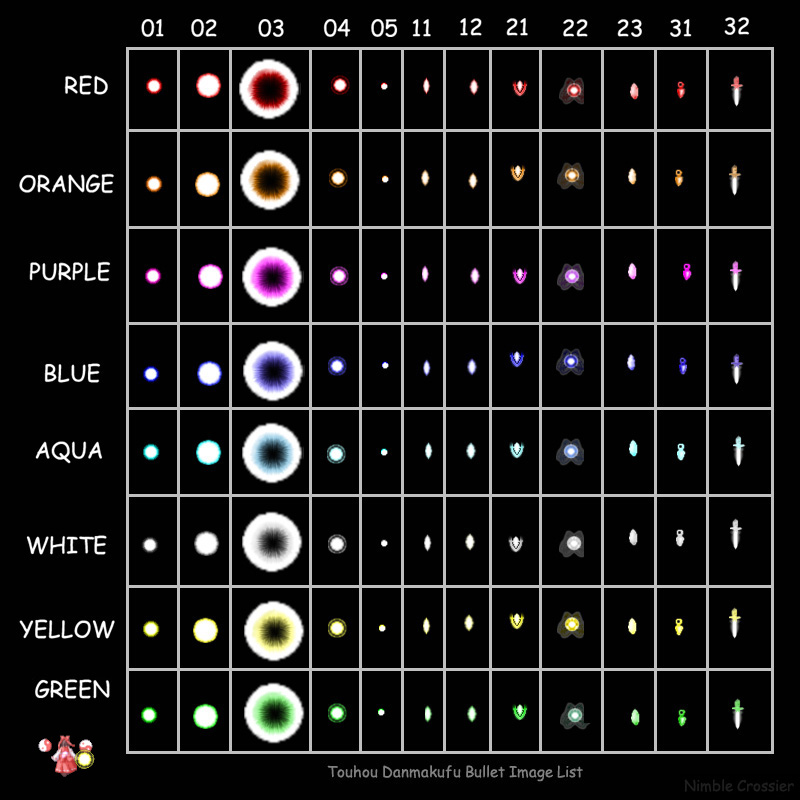 01 02 03 04 05 11 12 21 22 23 31 32
RED
ORANGE
PURPLE
BLUE
AQUA
WHITE
YELLOW
GREEN
Touhou Danmakufu Bullet Image List
Nimble Crossier